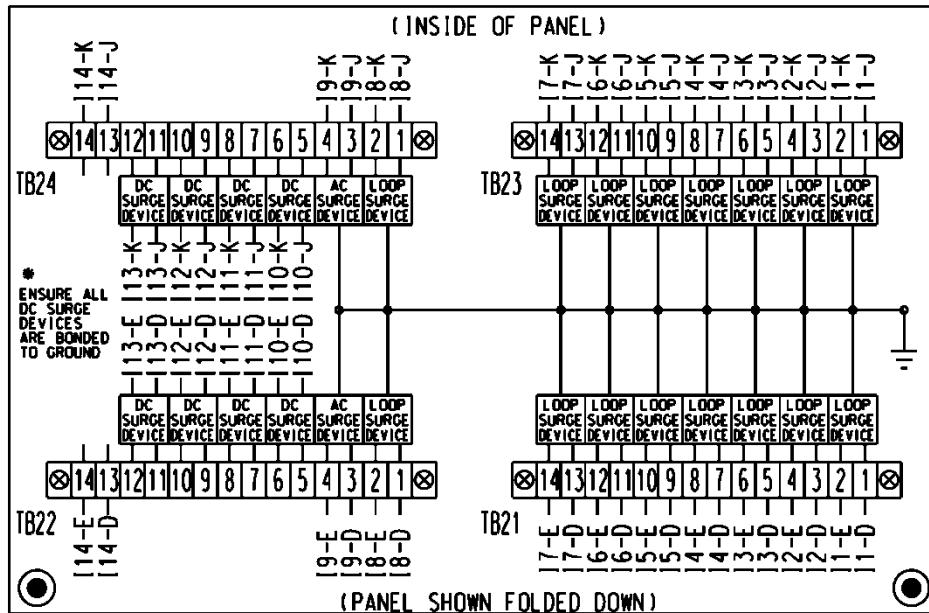 (INSIDE OF PANEL)
I14-K I14-J I9-K I9-J I8-K I8-J I7-K I7-J I6-K I6-J I5-K I5-J I4-K I4-J I3-K I3-J I2-K I2-J I1-K I1-J
14 13 12 11 10 9 8 7 6 5 4 3 2 1 14 13 12 11 10 9 8 7 6 5 4 3 2 1
TB24 TB23
DC DC DC DC AC LOOP LOOP LOOP LOOP LOOP LOOP LOOP LOOP
SURGE SURGE SURGE SURGE SURGE SURGE SURGE SURGE SURGE SURGE SURGE SURGE SURGE
DEVICE DEVICE DEVICE DEVICE DEVICE DEVICE DEVICE DEVICE DEVICE DEVICE DEVICE DEVICE DEVICE
I13-K I13-J I12-K I12-J I11-K I11-J I10-K I10-J
*
ENSURE ALL
DC SURGE
DEVICES
ARE BONDED
TO GROUND
I13-E I13-D I12-E I12-D I11-E I11-D I10-E I10-D
DC DC DC DC AC LOOP LOOP LOOP LOOP LOOP LOOP LOOP LOOP
SURGE SURGE SURGE SURGE SURGE SURGE SURGE SURGE SURGE SURGE SURGE SURGE SURGE
DEVICE DEVICE DEVICE DEVICE DEVICE DEVICE DEVICE DEVICE DEVICE DEVICE DEVICE DEVICE DEVICE
14 13 12 11 10 9 8 7 6 5 4 3 2 1 14 13 12 11 10 9 8 7 6 5 4 3 2 1
TB22 TB21
I14-E I14-D I9-E I9-D I8-E I8-D I7-E I7-D I6-E I6-D I5-E I5-D I4-E I4-D I3-E I3-D I2-E I2-D I1-E I1-D
(PANEL SHOWN FOLDED DOWN)